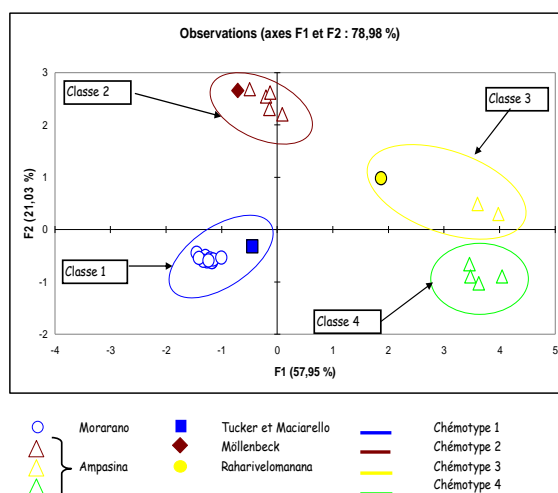 Observations (axes F1 et F2 : 78,98 %)
3
2
1
0
-1
-2
F2 (21,03 %)
-4 -3 -2 -1 0 1 2 3 4 5
F1 (57,95 %)
Classe 2
Classe 3
Classe 1
Classe 4
Morarano Tucker et Maciarello Chémotype 1
Möllenbeck Chémotype 2
Ampasina Raharivelomanana Chémotype 3
Chémotype 4